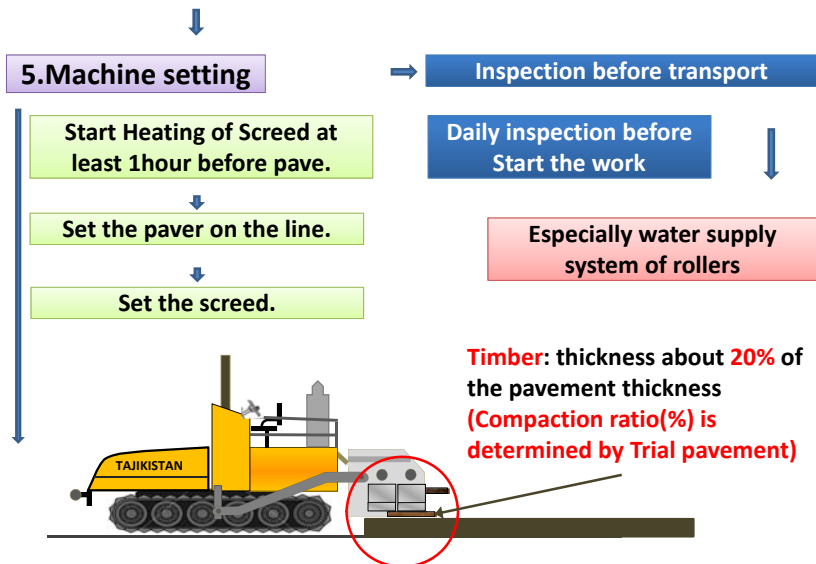 5.Machine setting
Inspection before transport
Start Heating of Screed at
least 1hour before pave.
Daily inspection before
Start the work
Set the paver on the line.
Especially water supply
system of rollers
Set the screed.
Timber: thickness about 20% of
the pavement thickness
(Compaction ratio(%) is
determined by Trial pavement)
TAJIKISTAN